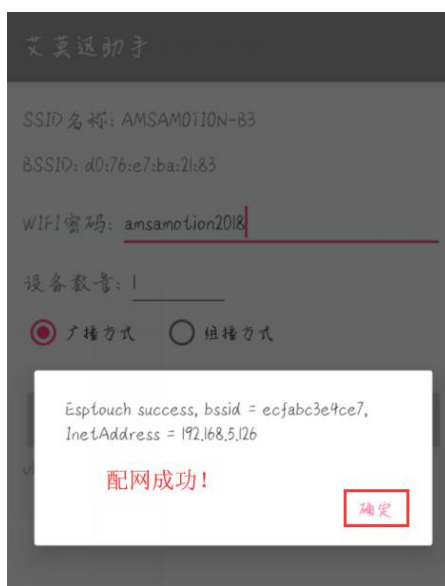 艾莫迅助手
SSID名称: AMSAMOTION-B3
BSSID: d0:76:e7:ba:21:83
WIFI密码: amsamotion2018
设备数量: 1
广播方式 组播方式
Esptouch success, bssid = ecfabc3e9ce7,
InetAddress = 192.168.5.126
配网成功!
确定